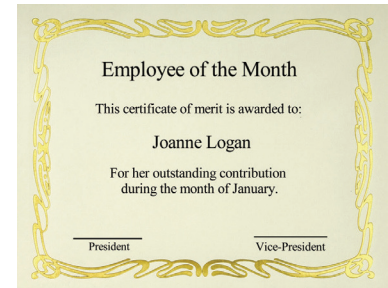 Employee of the Month
This certificate of merit is awarded to:
Joanne Logan
For her outstanding contribution
during the month of January.
President Vice-President